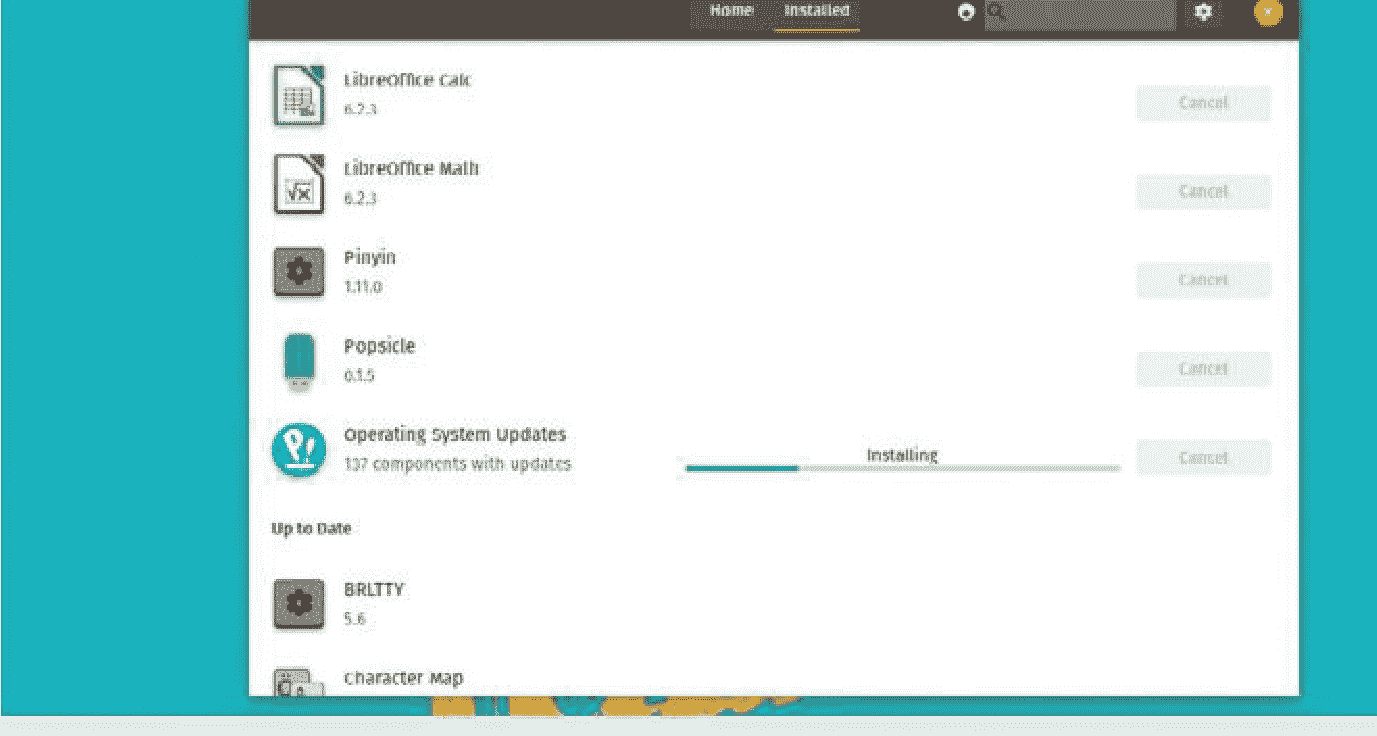 Home Installed
LibreOffice Calc
6.2.3
Cancel
LibreOffice Math
6.2.3
Cancel
Pinyin
1.11.0
Cancel
Popsicle
0.1.5
Cancel
Operating System Updates
137 components with updates
Installing
Cancel
Up to Date
BRLTTY
5.6
Character Map